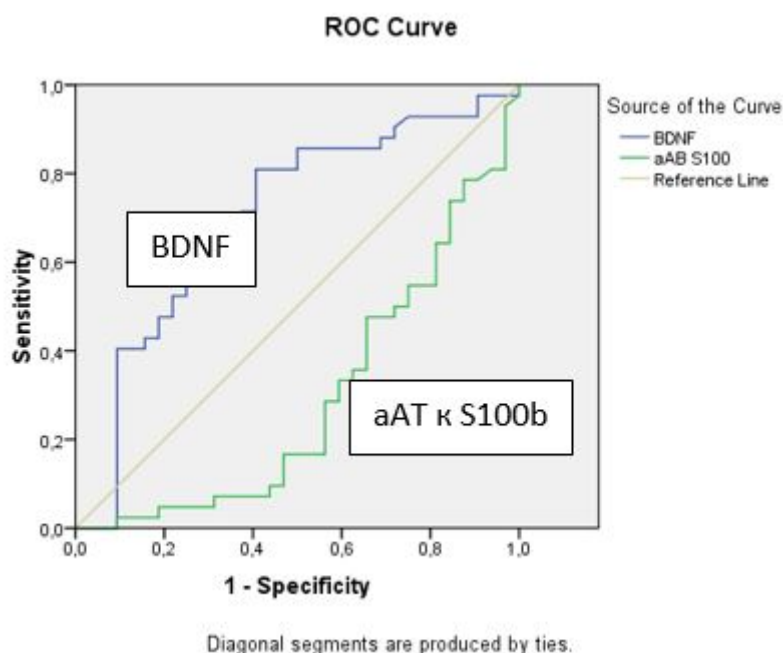 ROC Curve
Source of the Curve
BDNF
aAB S100
Reference Line
1,0
0,8
0,6
0,4
0,2
0,0
Sensitivity
BDNF
аАТ к S100b
0,0 0,2 0,4 0,6 0,8 1,0
1 - Specificity
Diagonal segments are produced by ties.